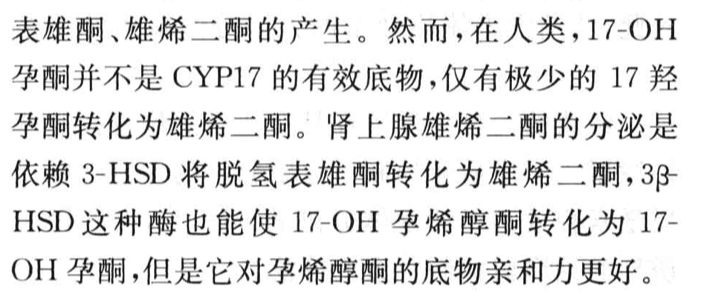 表雄酮、雄烯二酮的产生。然而,在人类,17-OH
孕酮并不是 CYP17 的有效底物,仅有极少的 17 羟
孕酮转化为雄烯二酮。肾上腺雄烯二酮的分泌是
依赖 3-HSD 将脱氢表雄酮转化为雄烯二酮,3β-
HSD 这种酶也能使 17-OH 孕烯醇酮转化为 17-
OH 孕酮,但是它对孕烯醇酮的底物亲和力更好。